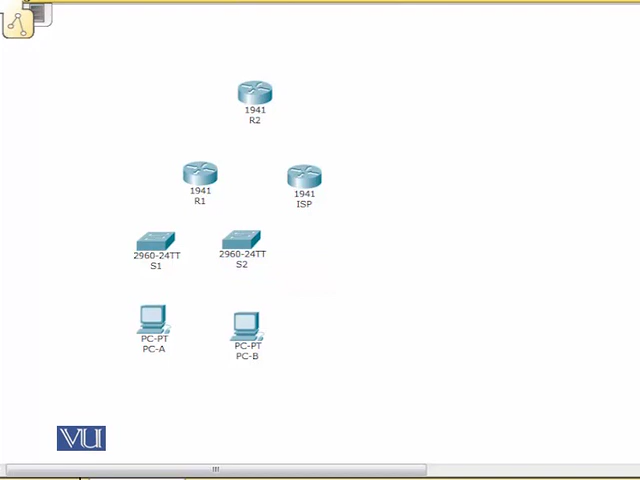 1941
R2
1941
R1
1941
ISP
2960-24TT
S1
2960-24TT
S2
PC-PT
PC-A
PC-PT
PC-B
VU